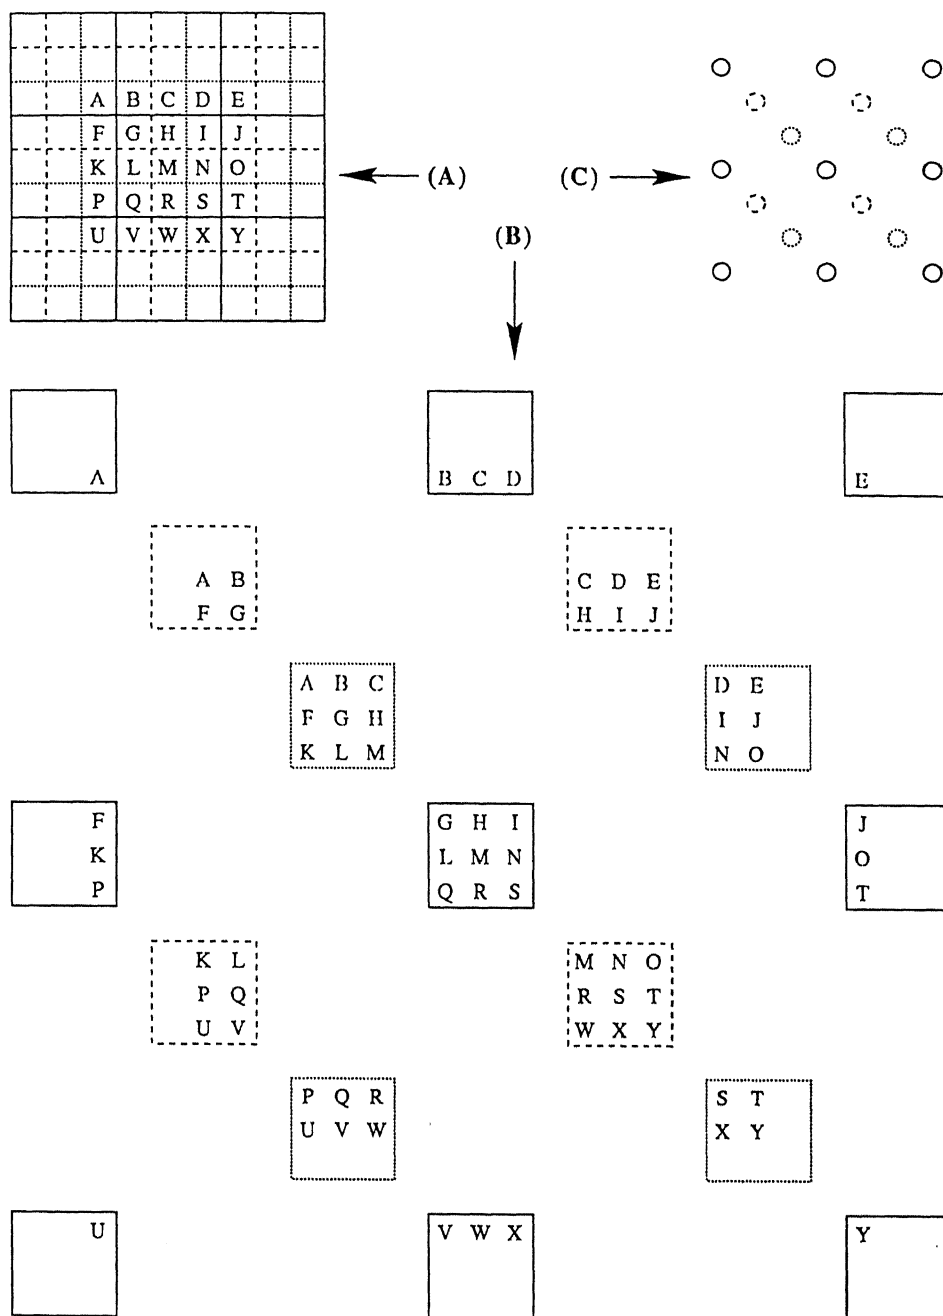 A B C D E
F G H I J
K L M N O
P Q R S T
U V W X Y
(A)
(C)
(B)
A
B C D
E
A B
F G
C D E
H I J
A B C
F G H
K L M
D E
I J
N O
F
K
P
G H I
L M N
Q R S
J
O
T
K L
P Q
U V
M N O
R S T
W X Y
P Q R
U V W
S T
X Y
U
V W X
Y